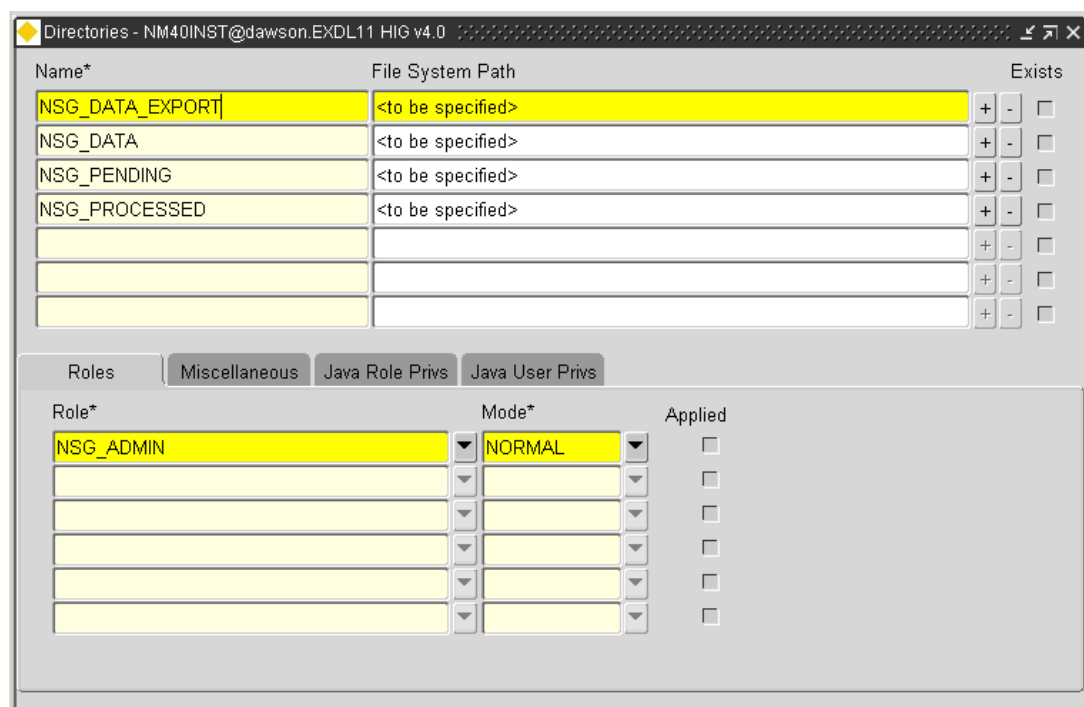 Directories - NM40INST@dawson.EXDL11 HIG v4.0
Name* File System Path Exists
NSG_DATA_EXPORT <to be specified> + -
NSG_DATA <to be specified> + -
NSG_PENDING <to be specified> + -
NSG_PROCESSED <to be specified> + -
+ -
+ -
+ -
Roles Miscellaneous Java Role Privs Java User Privs
Role* Mode* Applied
NSG_ADMIN NORMAL